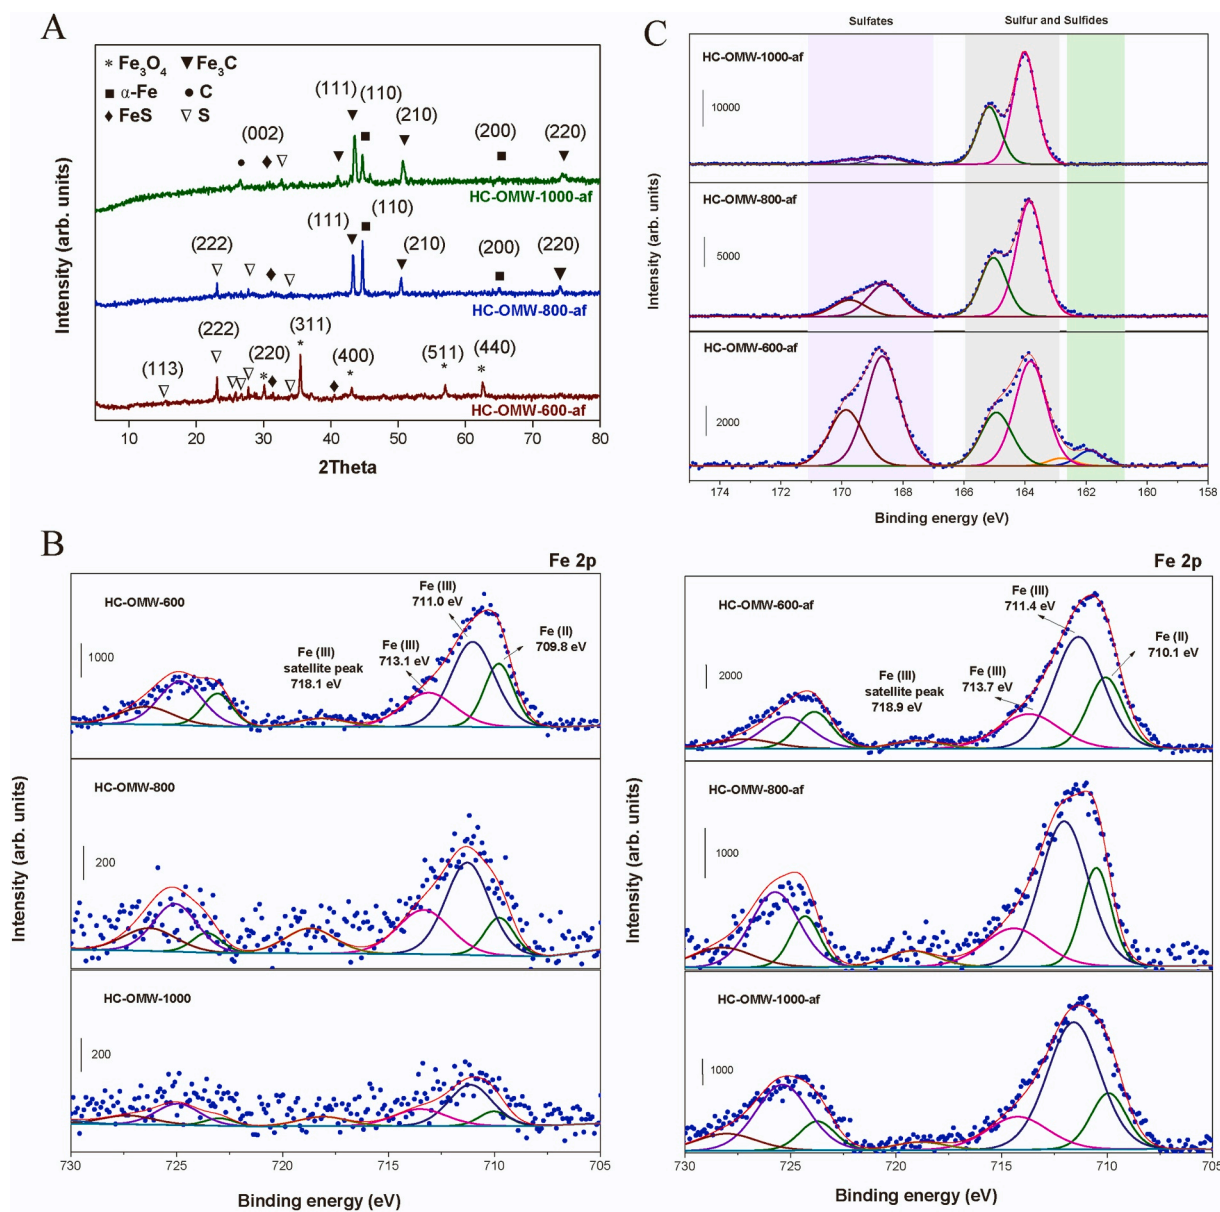 A
* Fe3O4 ▼ Fe3C
■ α-Fe ● C
♦ FeS ▽ S
(002)
(111) (110)
(210)
(200)
(220)
HC-OMW-1000-af
(222)
(111)
(110)
(210)
(200)
(220)
HC-OMW-800-af
(113)
(222)
(220)
(311)
(400)
(511)
(440)
HC-OMW-600-af
Intensity (arb. units)
10 20 30 40 50 60 70 80
2Theta
C
Sulfates
Sulfur and Sulfides
HC-OMW-1000-af
10000
HC-OMW-800-af
5000
HC-OMW-600-af
2000
Intensity (arb. units)
174 172 170 168 166 164 162 160 158
Binding energy (eV)
B
Fe 2p
HC-OMW-600
1000
Fe (III)
satellite peak
718.1 eV
Fe (III)
713.1 eV
Fe (III)
711.0 eV
Fe (II)
709.8 eV
HC-OMW-800
200
HC-OMW-1000
200
Intensity (arb. units)
730 725 720 715 710 705
Binding energy (eV)
Fe 2p
HC-OMW-600-af
2000
Fe (III)
satellite peak
718.9 eV
Fe (III)
713.7 eV
Fe (III)
711.4 eV
Fe (II)
710.1 eV
HC-OMW-800-af
1000
HC-OMW-1000-af
1000
Intensity (arb. units)
730 725 720 715 710 705
Binding energy (eV)